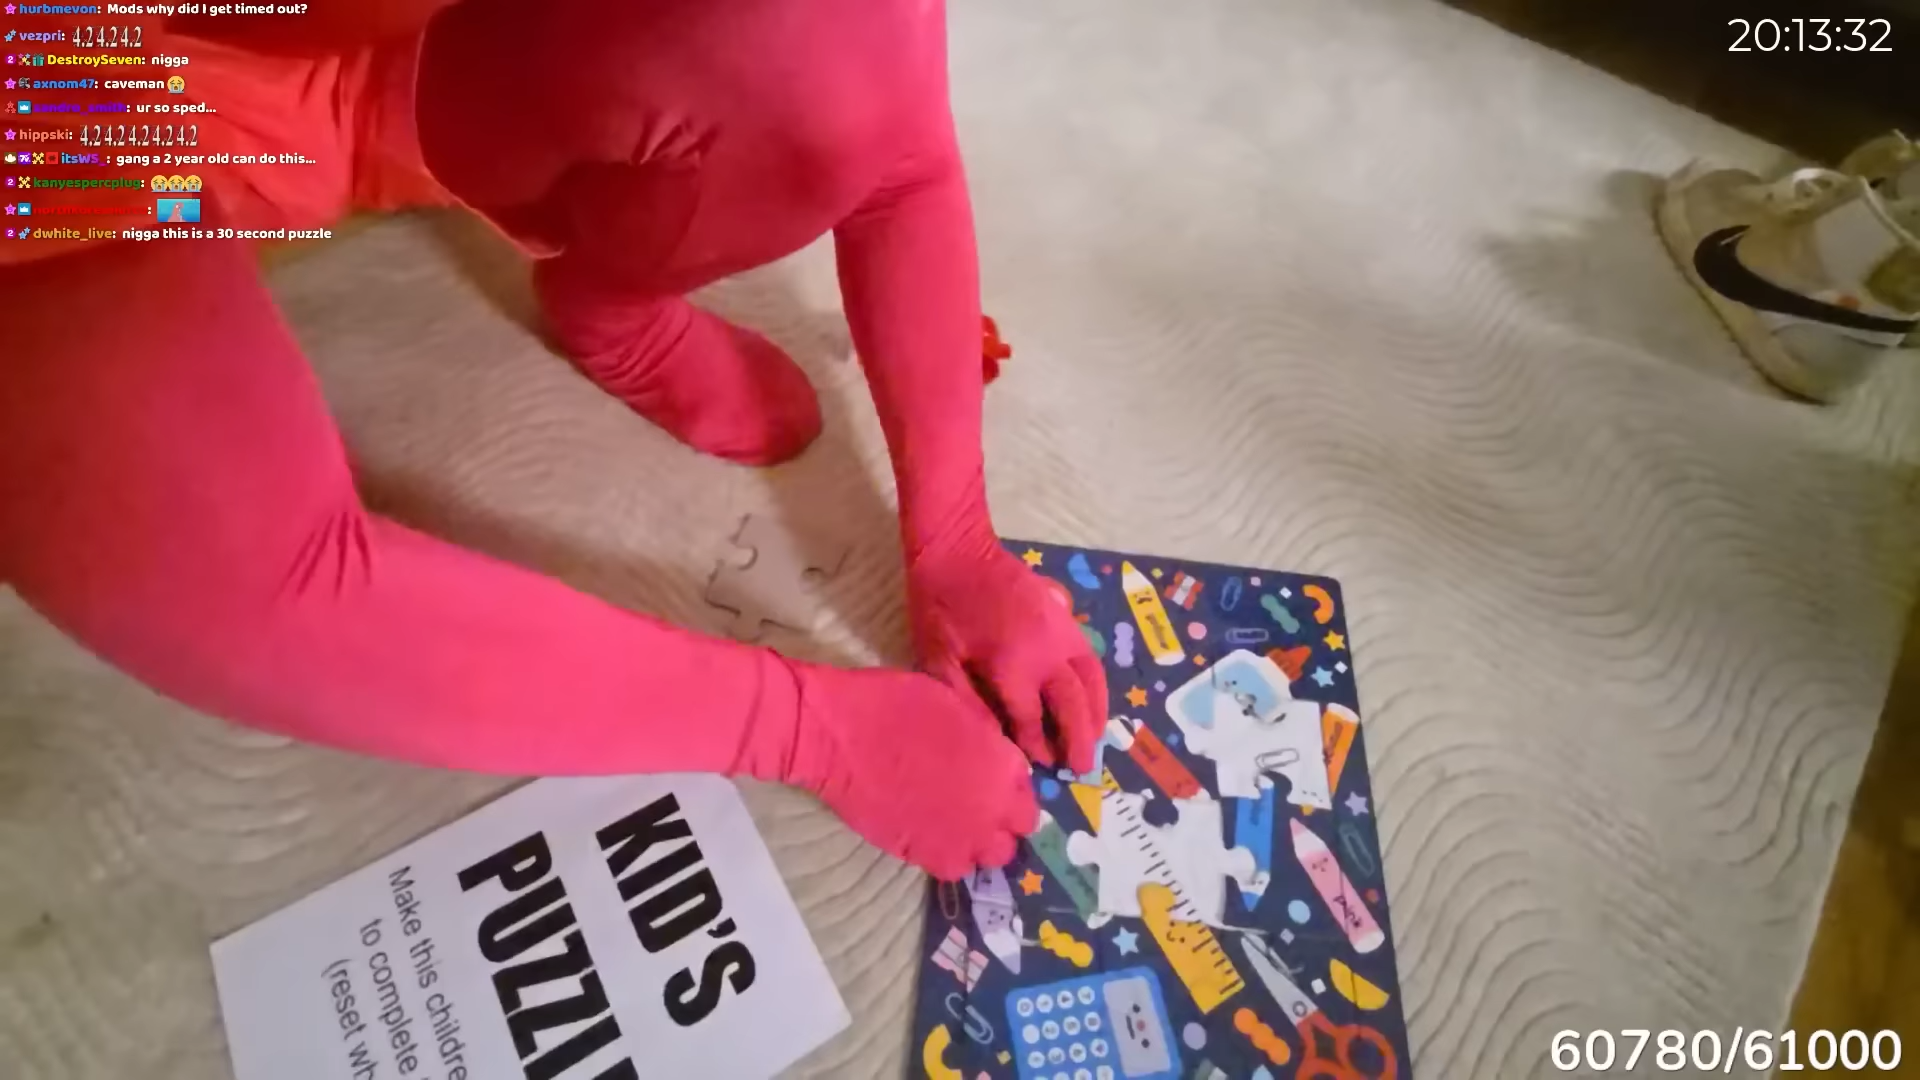 hurbmevon: Mods why did I get timed out?
20:13:32
vezpri: 4.2 4.2 4.2
DestroySeven: nigga
axnom47: caveman 😭
sandro_smith: ur so sped...
hippski: 4.2 4.2 4.2 4.2 4.2
itsWS_: gang a 2 year old can do this...
kanyespercplug: 😭😭😭
dwhite_live: nigga this is a 30 second puzzle
KID'S
PUZZL
Make this childre
to complete
(reset wh
pink
60780/61000